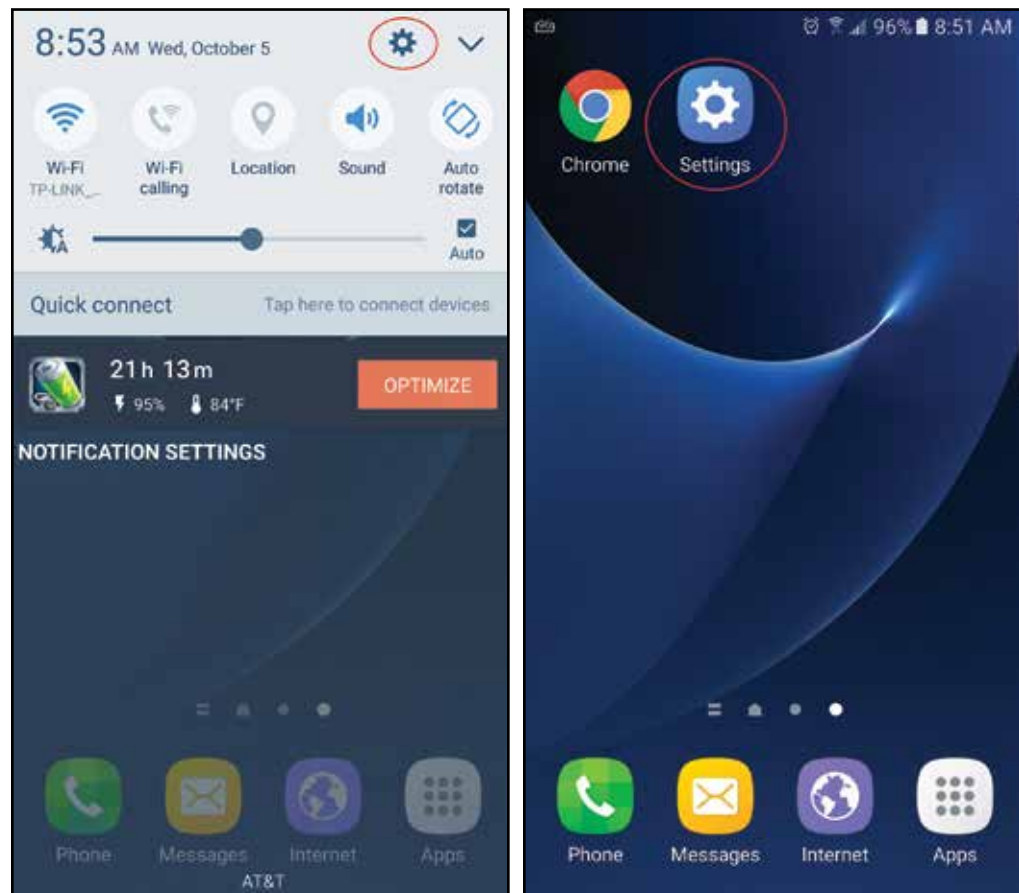 8:53 AM Wed, October 5
Wi-Fi
TP-LINK_...
Wi-Fi
calling
Location
Sound
Auto
rotate
A
Auto
Quick connect
Tap here to connect devices
21h 13m
95% 84°F
OPTIMIZE
NOTIFICATION SETTINGS
Phone
Messages
Internet
Apps
AT&T
96% 8:51 AM
Chrome
Settings
Phone
Messages
Internet
Apps